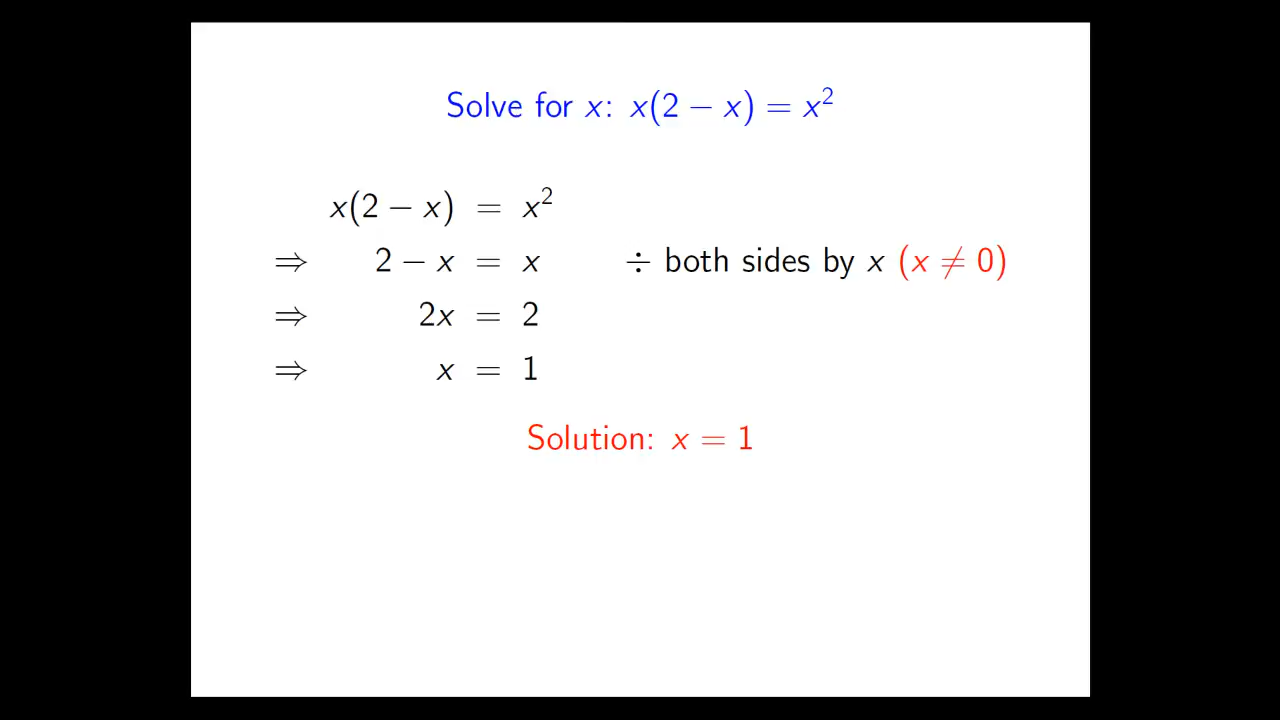 Solve for x: x(2 − x) = x²
x(2 − x) = x²
⇒ 2 − x = x ÷ both sides by x (x ≠ 0)
⇒ 2x = 2
⇒ x = 1
Solution: x = 1